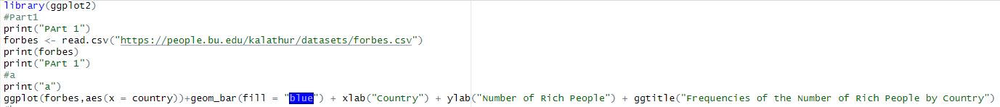 library(ggplot2)
#Part1
print("PArt 1")
forbes <- read.csv("https://people.bu.edu/kalathur/datasets/forbes.csv")
print(forbes)
print("PArt 1")
#a
print("a")
ggplot(forbes,aes(x = country))+geom_bar(fill = "blue") + xlab("Country") + ylab("Number of Rich People") + ggtitle("Frequencies of the Number of Rich People by Country")